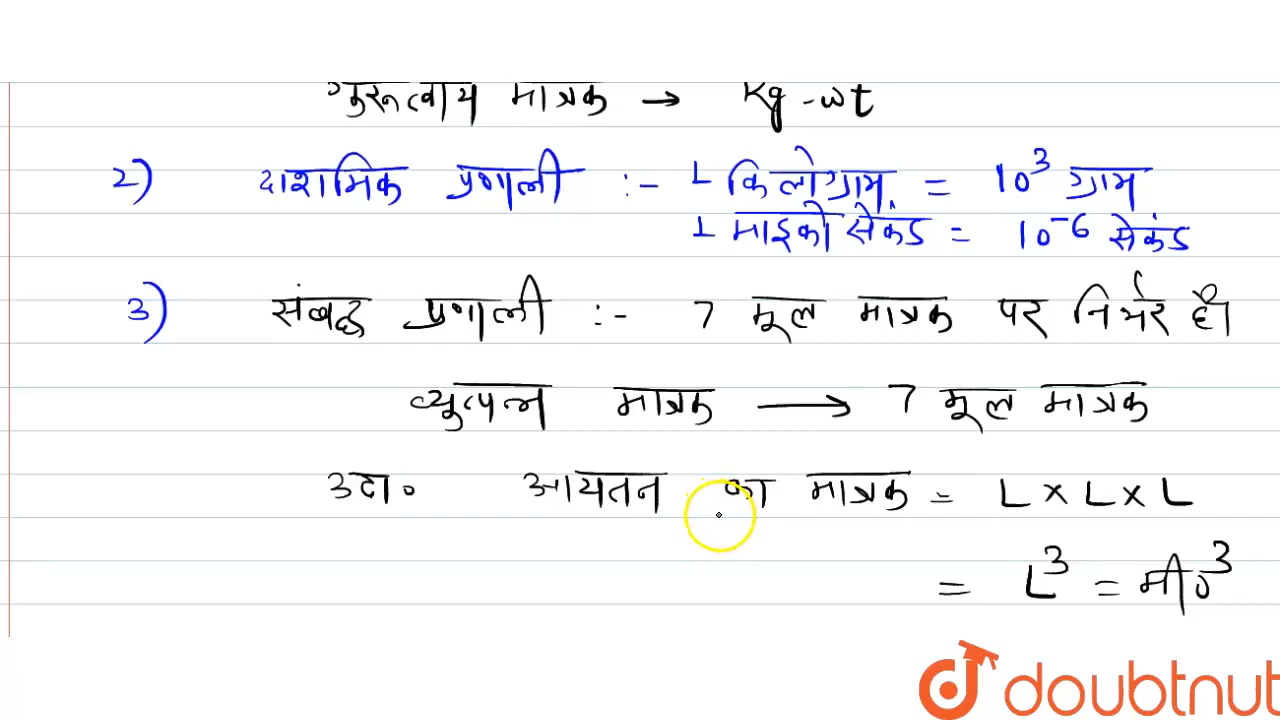 गुरूत्वीय मात्रक → Kg-wt
2) दाशमिक प्रणाली :- 1 किलोग्राम = 10³ ग्राम
1 माइक्रो सेकंड = 10⁻⁶ सेकंड
3) संबद्ध प्रणाली :- 7 मूल मात्रक पर निर्भर है।
व्युत्पन्न मात्रक → 7 मूल मात्रक
उदा० आयतन का मात्रक = L × L × L
= L³ = मी०³
doubtnut